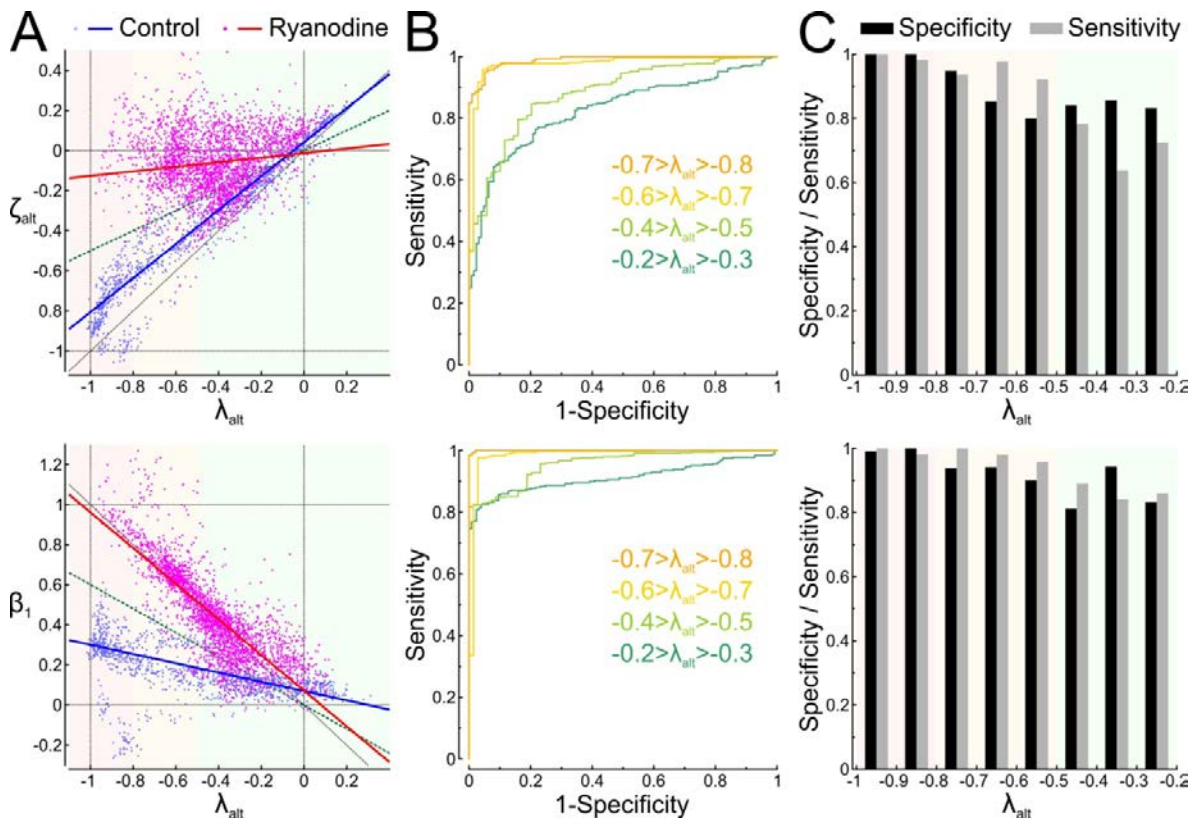 A
Control
Ryanodine
B
C
Specificity
Sensitivity
0.4
0.2
0
-0.2
-0.4
-0.6
0.8
-1
ζalt
-1 -0.8 -0.6 -0.4 -0.2 0 0.2
λalt
1
0.8
0.6
0.4
0.2
0
Sensitivity
-0.7>λalt>-0.8
-0.6>λalt>-0.7
-0.4>λalt>-0.5
-0.2>λalt>-0.3
0 0.2 0.4 0.6 0.8 1
1-Specificity
1
0.8
0.6
0.4
0.2
0
Specificity / Sensitivity
-1 -0.9 -0.8 -0.7 -0.6 -0.5 -0.4 -0.3 -0.2
λalt
1.2
1
0.8
0.6
0.4
0.2
0
-0.2
β1
-1 -0.8 -0.6 -0.4 -0.2 0 0.2
λalt
1
0.8
0.6
0.4
0.2
0
Sensitivity
-0.7>λalt>-0.8
-0.6>λalt>-0.7
-0.4>λalt>-0.5
-0.2>λalt>-0.3
0 0.2 0.4 0.6 0.8 1
1-Specificity
1
0.8
0.6
0.4
0.2
0
Specificity / Sensitivity
-1 -0.9 -0.8 -0.7 -0.6 -0.5 -0.4 -0.3 -0.2
λalt